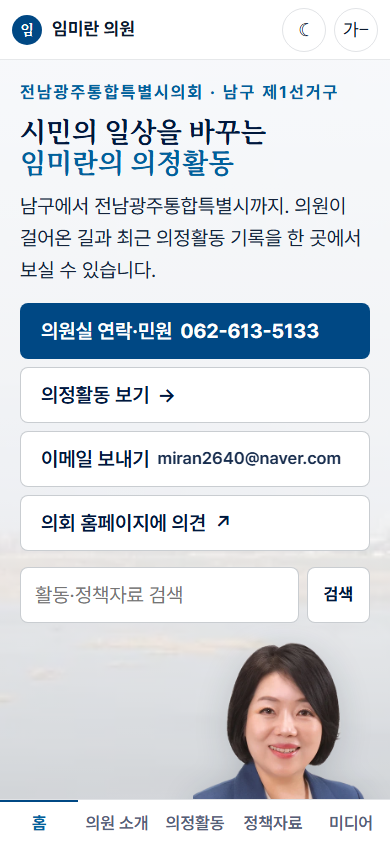 임 임미란 의원
가−
전남광주통합특별시의회 · 남구 제1선거구
시민의 일상을 바꾸는
임미란의 의정활동
남구에서 전남광주통합특별시까지. 의원이
걸어온 길과 최근 의정활동 기록을 한 곳에서
보실 수 있습니다.
의원실 연락·민원 062-613-5133
의정활동 보기 →
이메일 보내기 miran2640@naver.com
의회 홈페이지에 의견 ↗
활동·정책자료 검색
검색
홈 의원 소개 의정활동 정책자료 미디어